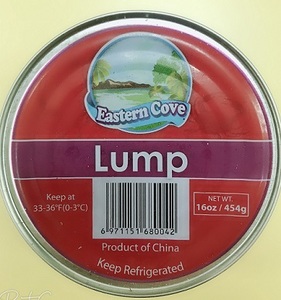 Eastern Cove
Lump
Keep at
33-36°F(0-3°C)
NET WT.
16oz / 454g
6 971151 680042
Product of China
Keep Refrigerated